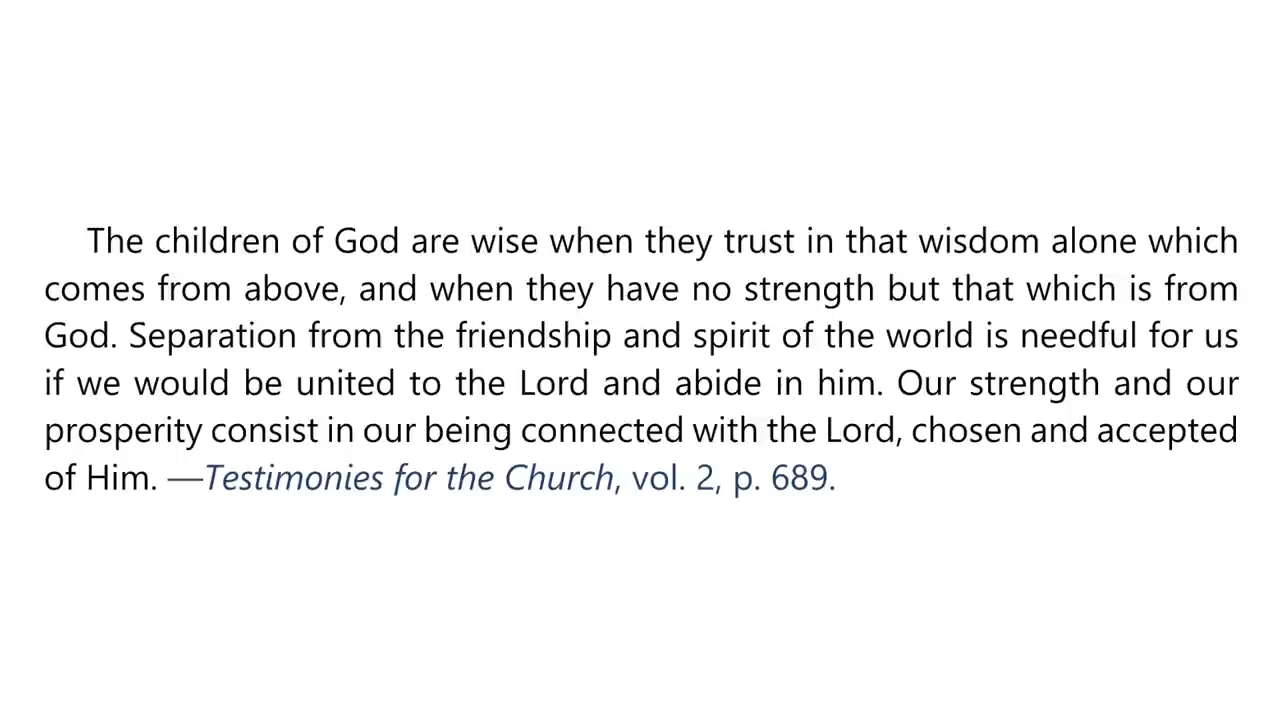 The children of God are wise when they trust in that wisdom alone which
comes from above, and when they have no strength but that which is from
God. Separation from the friendship and spirit of the world is needful for us
if we would be united to the Lord and abide in him. Our strength and our
prosperity consist in our being connected with the Lord, chosen and accepted
of Him. —Testimonies for the Church, vol. 2, p. 689.